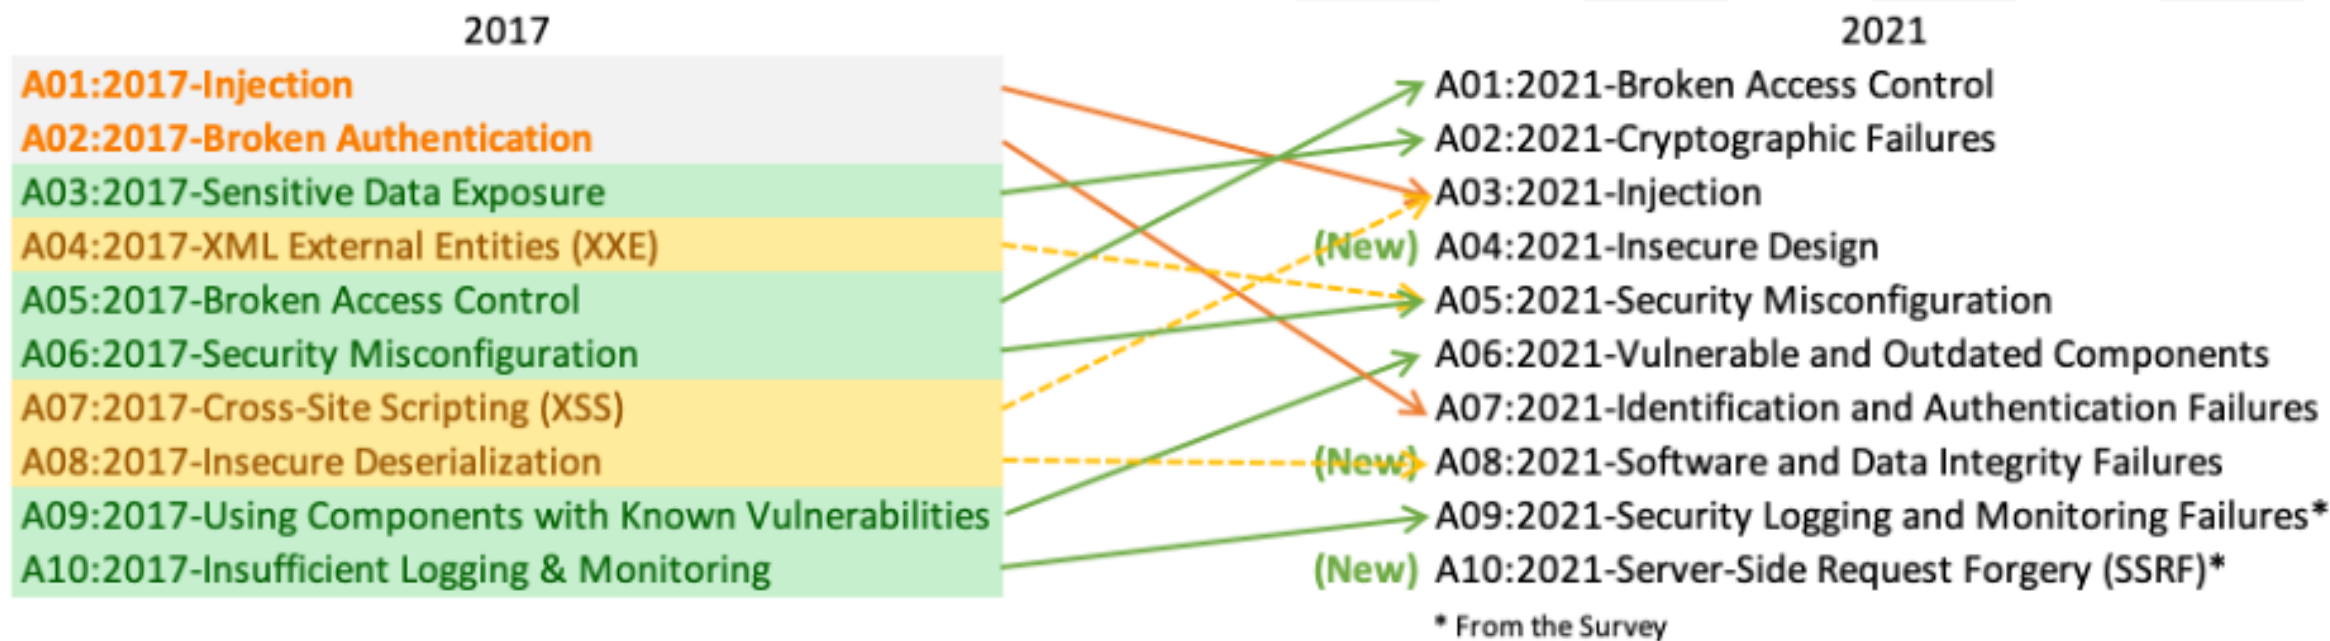 2017
A01:2017-Injection
A02:2017-Broken Authentication
A03:2017-Sensitive Data Exposure
A04:2017-XML External Entities (XXE)
A05:2017-Broken Access Control
A06:2017-Security Misconfiguration
A07:2017-Cross-Site Scripting (XSS)
A08:2017-Insecure Deserialization
A09:2017-Using Components with Known Vulnerabilities
A10:2017-Insufficient Logging & Monitoring
2021
A01:2021-Broken Access Control
A02:2021-Cryptographic Failures
A03:2021-Injection
(New) A04:2021-Insecure Design
A05:2021-Security Misconfiguration
A06:2021-Vulnerable and Outdated Components
A07:2021-Identification and Authentication Failures
(New) A08:2021-Software and Data Integrity Failures
A09:2021-Security Logging and Monitoring Failures*
(New) A10:2021-Server-Side Request Forgery (SSRF)*
* From the Survey